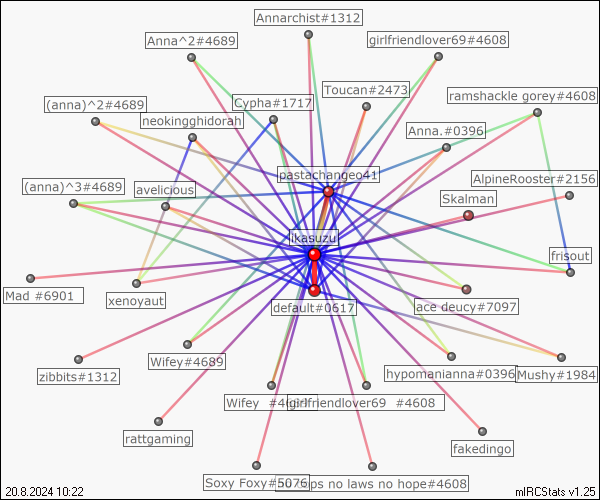 Annarchist#1312
Anna^2#4689
girlfriendlover69#4608
Toucan#2473
ramshackle gorey#4608
(anna)^2#4689
Cypha#1717
neokingghidorah
Anna.#0396
pastachangeo41
AlpineRooster#2156
(anna)^3#4689
avelicious
Skalman
ikasuzu
frisout
Mad #6901
xenoyaut
default#0617
ace deucy#7097
zibbits#1312
Wifey#4689
hypomanianna#0396
Mushy#1984
Wifey
girlfriendlover69 #4608
rattgaming
fakedingo
Soxy Foxy#5076
no laws no hope#4608
20.8.2024 10:22
mIRCStats v1.25